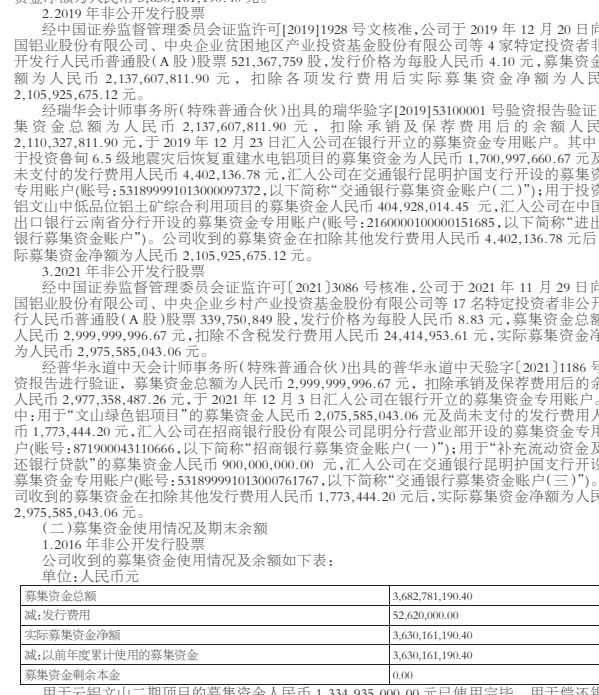 2.2019 年非公开发行股票
经中国证券监督管理委员会证监许可[2019]1928 号文核准,公司于 2019 年 12 月 20 日向
国铝业股份有限公司、中央企业贫困地区产业投资基金股份有限公司等 4 家特定投资者非
开发行人民币普通股(A 股)股票 521,367,759 股,发行价格为每股人民币 4.10 元,募集资金
额为人民币 2,137,607,811.90 元，扣除各项发行费用后实际募集资金净额为人民
2,105,925,675.12 元。
经瑞华会计师事务所(特殊普通合伙)出具的瑞华验字[2019]53100001 号验资报告验证
集资金总额为人民币 2,137,607,811.90 元，扣除承销及保荐费用后的余额人民
2,110,327,811.90 元,于 2019 年 12 月 23 日汇入公司在银行开立的募集资金专用账户。其中
于投资鲁甸 6.5 级地震灾后恢复重建水电铝项目的募集资金为人民币 1,700,997,660.67 元及
未支付的发行费用人民币 4,402,136.78 元,汇入公司在交通银行昆明护国支行开设的募集资
专用账户(账号:531899991013000097372,以下简称“交通银行募集资金账户(二)”);用于投资
铝文山中低品位铝土矿综合利用项目的募集资金人民币 404,928,014.45 元,汇入公司在中国
出口银行云南省分行开设的募集资金专用账户(账号:2160000100000151685,以下简称“进出
银行募集资金账户”)。公司收到的募集资金在扣除其他发行费用人民币 4,402,136.78 元后
际募集资金净额为人民币 2,105,925,675.12 元。
3.2021 年非公开发行股票
经中国证券监督管理委员会证监许可〔2021〕3086 号核准,公司于 2021 年 11 月 29 日向
国铝业股份有限公司、中央企业乡村产业投资基金股份有限公司等 17 名特定投资者非公开
行人民币普通股(A 股)股票 339,750,849 股,发行价格为每股人民币 8.83 元,募集资金总额
人民币 2,999,999,996.67 元,扣除不含税发行费用人民币 24,414,953.61 元,实际募集资金净
为人民币 2,975,585,043.06 元。
经普华永道中天会计师事务所(特殊普通合伙)出具的普华永道中天验字〔2021〕1186 号
资报告进行验证，募集资金总额为人民币 2,999,999,996.67 元，扣除承销及保荐费用后的余
人民币 2,977,358,487.26 元,于 2021 年 12 月 3 日汇入公司在银行开立的募集资金专用账户。
中:用于“文山绿色铝项目”的募集资金人民币 2,075,585,043.06 元及尚未支付的发行费用人
币 1,773,444.20 元,汇入公司在招商银行股份有限公司昆明分行营业部开设的募集资金专用
户(账号:871900043110666,以下简称“招商银行募集资金账户(一)”);用于“补充流动资金及
还银行贷款”的募集资金人民币 900,000,000.00 元,汇入公司在交通银行昆明护国支行开设
募集资金专用账户(账号:531899991013000761767,以下简称“交通银行募集资金账户(三)”)。
司收到的募集资金在扣除其他发行费用人民币 1,773,444.20 元后,实际募集资金净额为人民
2,975,585,043.06 元。
(二)募集资金使用情况及期末余额
1.2016 年非公开发行股票
公司收到的募集资金使用情况及余额如下表:
单位:人民币元
募集资金总额 3,682,781,190.40
减:发行费用 52,620,000.00
实际募集资金净额 3,630,161,190.40
减:以前年度累计使用的募集资金 3,630,161,190.40
募集资金剩余本金 0.00
用于云铝文山二期项目的募集资金人民币 1,334,935,000.00 元已使用完毕，用于偿还银